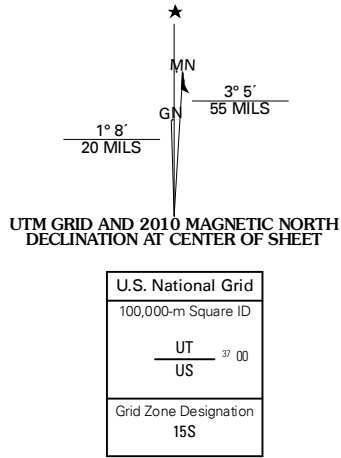 ★
MN
3° 5´
55 MILS
GN
1° 8´
20 MILS
UTM GRID AND 2010 MAGNETIC NORTH
DECLINATION AT CENTER OF SHEET
U.S. National Grid
100,000-m Square ID
UT
37 00
US
Grid Zone Designation
15S